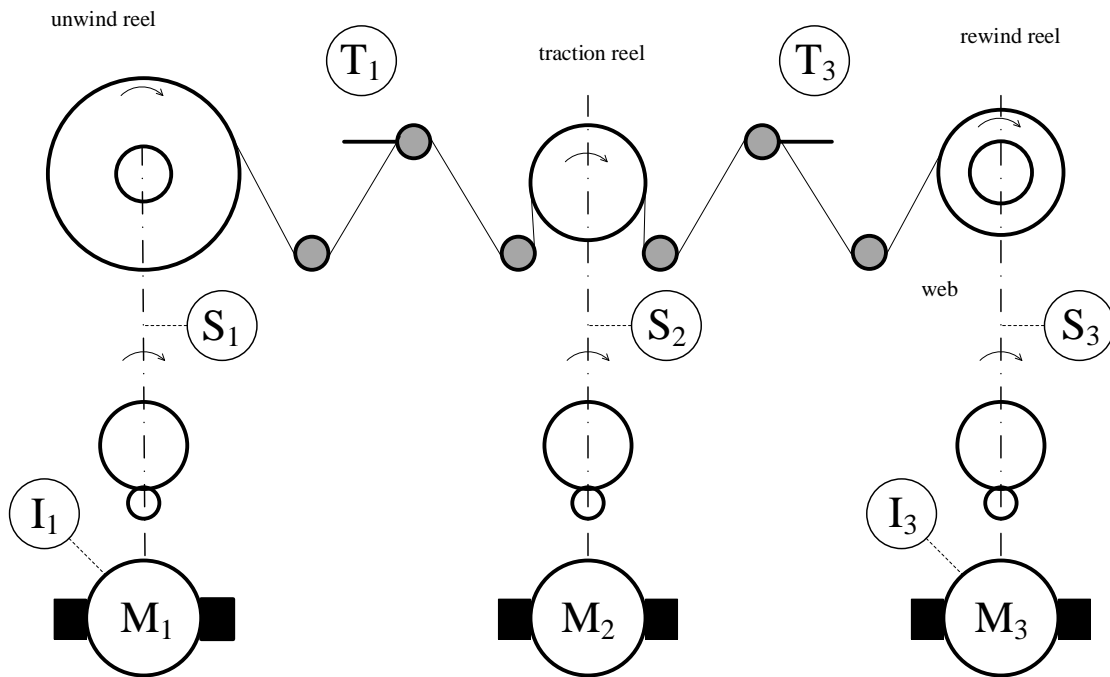 unwind reel
T1
traction reel
T3
rewind reel
web
S1
S2
S3
I1
I3
M1
M2
M3